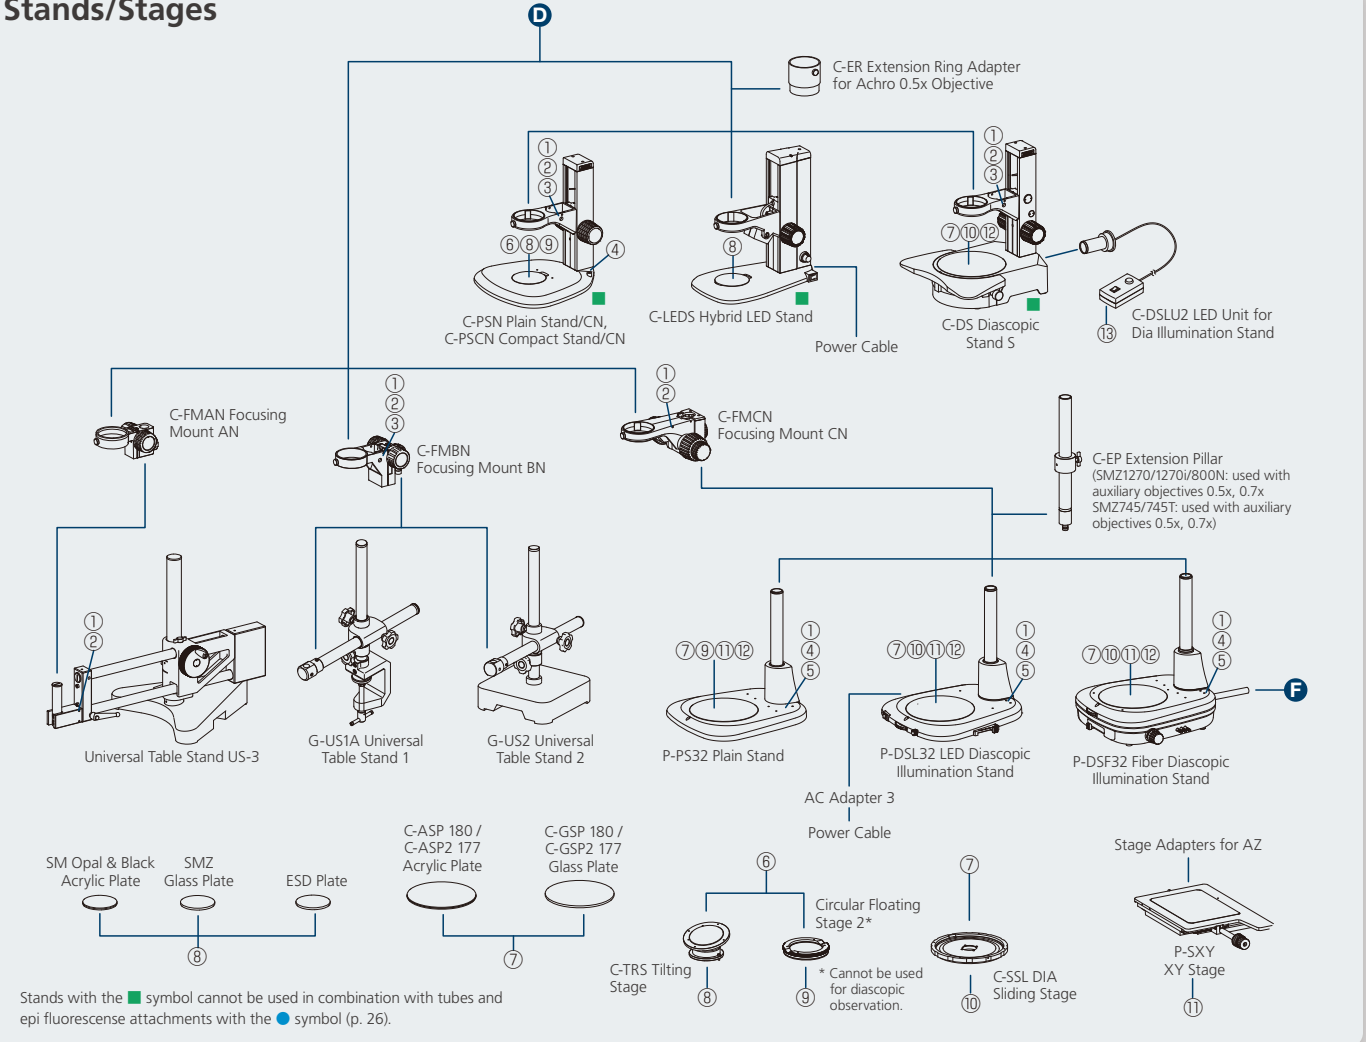 Stands/Stages
D
C-ER Extension Ring Adapter
for Achro 0.5x Objective
①
②
③
⑥⑧⑨
④
C-PSN Plain Stand/CN,
C-PSCN Compact Stand/CN
⑧
C-LEDS Hybrid LED Stand
Power Cable
①
②
③
⑦⑩⑫
C-DS Diascopic
Stand S
⑬
C-DSLU2 LED Unit for
Dia Illumination Stand
C-FMAN Focusing
Mount AN
①
②
③
C-FMBN
Focusing Mount BN
①
②
C-FMCN
Focusing Mount CN
C-EP Extension Pillar
(SMZ1270/1270i/800N: used with
auxiliary objectives 0.5x, 0.7x
SMZ745/745T: used with auxiliary
objectives 0.5x, 0.7x)
①
②
Universal Table Stand US-3
G-US1A Universal
Table Stand 1
G-US2 Universal
Table Stand 2
⑦⑨⑪⑫
①
④
⑤
P-PS32 Plain Stand
⑦⑩⑪⑫
①
④
⑤
P-DSL32 LED Diascopic
Illumination Stand
AC Adapter 3
Power Cable
⑦⑩⑪⑫
①
④
⑤
F
P-DSF32 Fiber Diascopic
Illumination Stand
SM Opal & Black
Acrylic Plate
SMZ
Glass Plate
ESD Plate
⑧
C-ASP 180 /
C-ASP2 177
Acrylic Plate
C-GSP 180 /
C-GSP2 177
Glass Plate
⑦
⑥
C-TRS Tilting
Stage
⑧
Circular Floating
Stage 2*
* Cannot be used
for diascopic
observation.
⑨
⑦
C-SSL DIA
Sliding Stage
⑩
Stage Adapters for AZ
P-SXY
XY Stage
⑪
Stands with the ■ symbol cannot be used in combination with tubes and
epi fluorescense attachments with the ● symbol (p. 26).